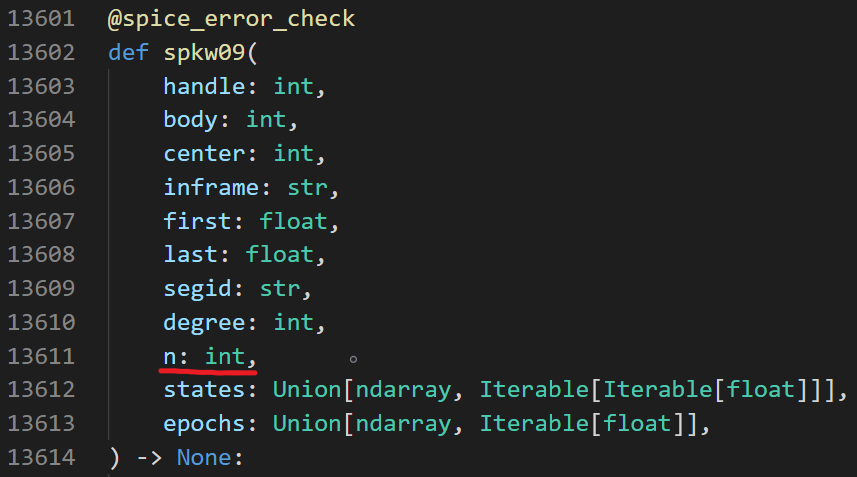 13601 @spice_error_check
13602 def spkw09(
13603     handle: int,
13604     body: int,
13605     center: int,
13606     inframe: str,
13607     first: float,
13608     last: float,
13609     segid: str,
13610     degree: int,
13611     n: int,
13612     states: Union[ndarray, Iterable[Iterable[float]]],
13613     epochs: Union[ndarray, Iterable[float]],
13614 ) -> None: